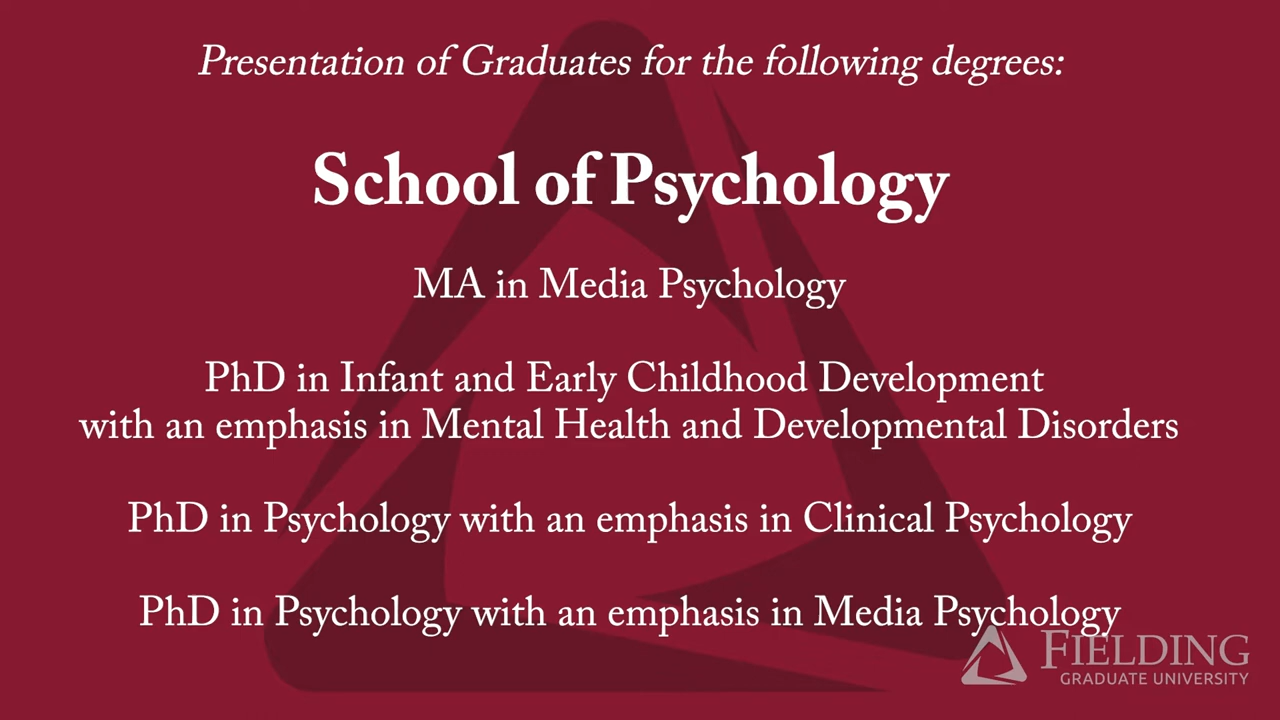 Presentation of Graduates for the following degrees:
School of Psychology
MA in Media Psychology
PhD in Infant and Early Childhood Development
with an emphasis in Mental Health and Developmental Disorders
PhD in Psychology with an emphasis in Clinical Psychology
PhD in Psychology with an emphasis in Media Psychology
FIELDING
GRADUATE UNIVERSITY